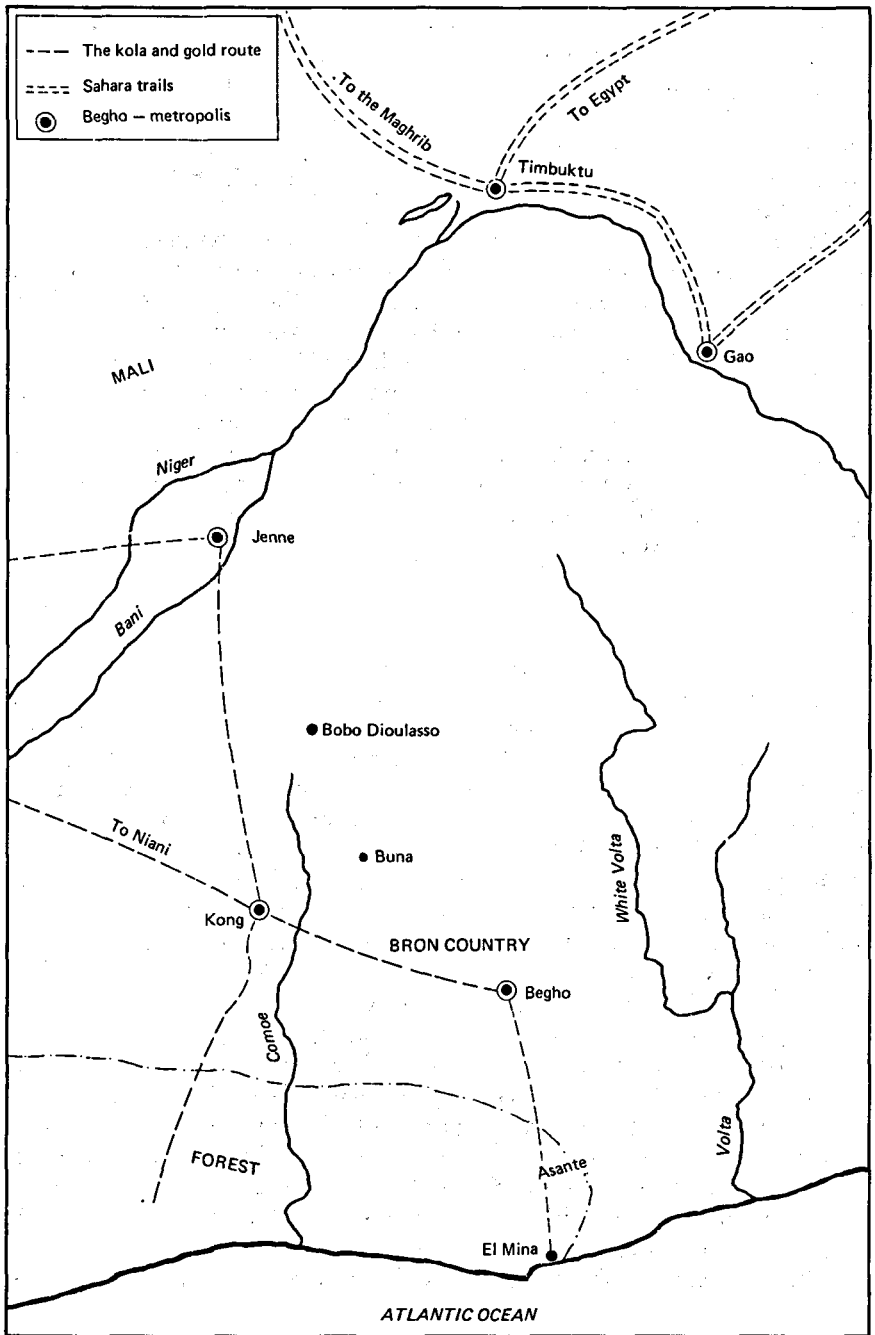 The kola and gold route
Sahara trails
Begho – metropolis
To the Maghrib
To Egypt
Timbuktu
Gao
MALI
Niger
Jenne
Bani
Bobo Dioulasso
To Niani
Buna
White Volta
Kong
BRON COUNTRY
Begho
Comoe
Volta
FOREST
Asante
El Mina
ATLANTIC OCEAN